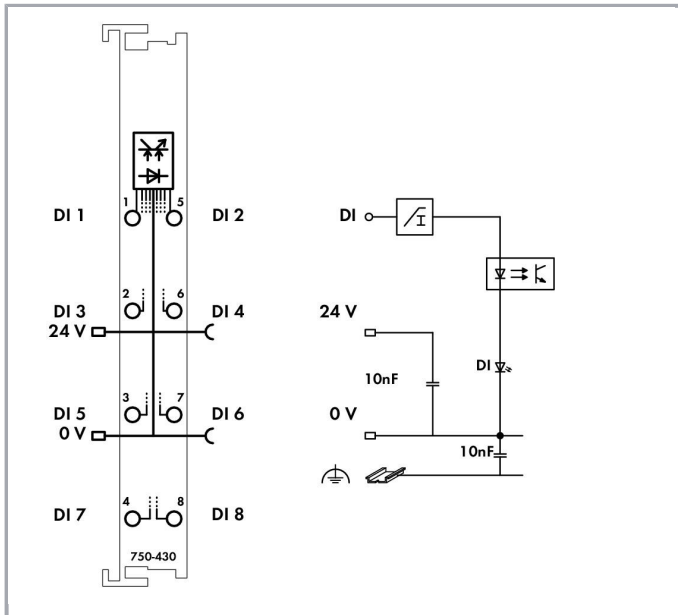 1 5
DI 1 DI 2
2 6
DI 3 DI 4
24 V
3 7
DI 5 DI 6
0 V
4 8
DI 7 DI 8
750-430
DI
I
24 V
DI
10nF
0 V
10nF